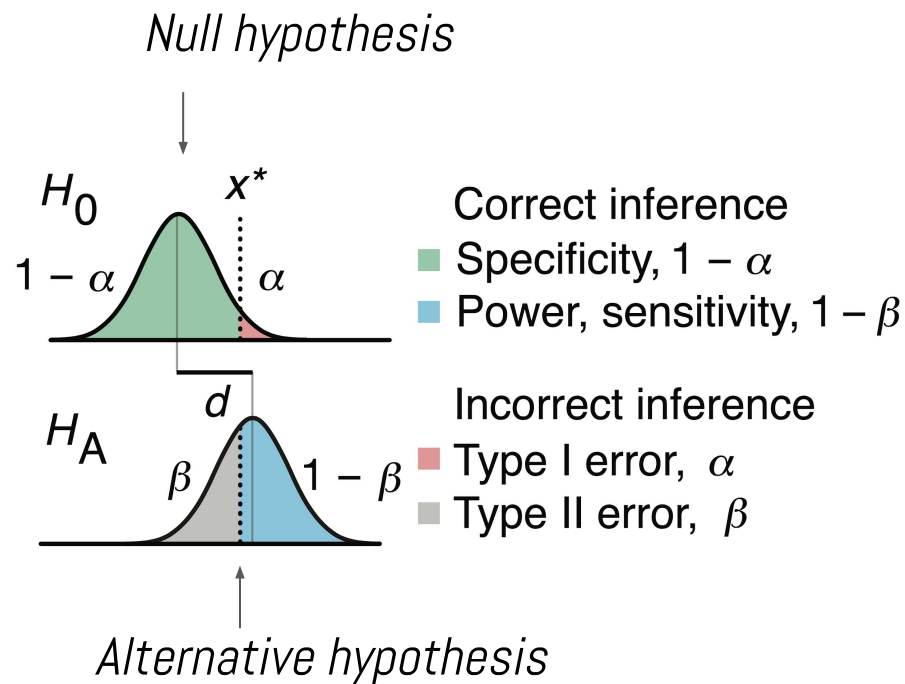 Null hypothesis
H0
x*
1 – α
α
Correct inference
Specificity, 1 – α
Power, sensitivity, 1 – β
d
HA
β
1 – β
Incorrect inference
Type I error, α
Type II error, β
Alternative hypothesis